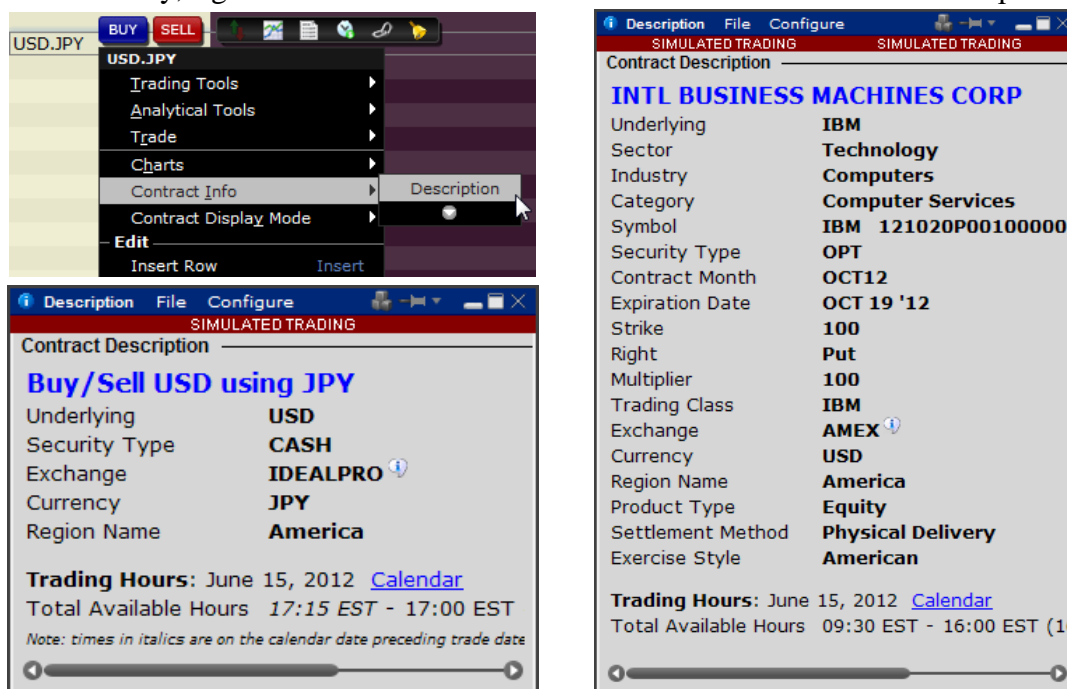 USD.JPY
BUY
SELL
USD.JPY
Trading Tools
Analytical Tools
Trade
Charts
Contract Info
Description
Contract Display Mode
Edit
Insert Row Insert
Description File Configure
SIMULATED TRADING
Contract Description
Buy/Sell USD using JPY
Underlying USD
Security Type CASH
Exchange IDEALPRO
Currency JPY
Region Name America
Trading Hours: June 15, 2012 Calendar
Total Available Hours 17:15 EST - 17:00 EST
Note: times in italics are on the calendar date preceding trade date
Description File Configure
SIMULATED TRADING SIMULATED TRADING
Contract Description
INTL BUSINESS MACHINES CORP
Underlying IBM
Sector Technology
Industry Computers
Category Computer Services
Symbol IBM 121020P00100000
Security Type OPT
Contract Month OCT12
Expiration Date OCT 19 '12
Strike 100
Right Put
Multiplier 100
Trading Class IBM
Exchange AMEX
Currency USD
Region Name America
Product Type Equity
Settlement Method Physical Delivery
Exercise Style American
Trading Hours: June 15, 2012 Calendar
Total Available Hours 09:30 EST - 16:00 EST